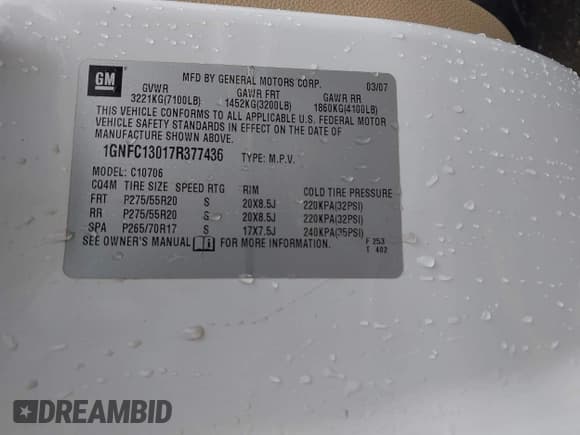 GM
MFD BY GENERAL MOTORS CORP. 03/07
GVWR GAWR FRT GAWR RR
3221KG(7100LB) 1452KG(3200LB) 1860KG(4100LB)
THIS VEHICLE CONFORMS TO ALL APPLICABLE U.S. FEDERAL MOTOR
VEHICLE SAFETY STANDARDS IN EFFECT ON THE DATE OF
MANUFACTURE SHOWN ABOVE.
1GNFC13017R377436 TYPE: M.P.V.
MODEL: C10706
CQ4M TIRE SIZE SPEED RTG RIM COLD TIRE PRESSURE
FRT P275/55R20 S 20X8.5J 220KPA(32PSI)
RR P275/55R20 S 20X8.5J 220KPA(32PSI)
SPA P265/70R17 S 17X7.5J 240KPA(35PSI)
SEE OWNER'S MANUAL FOR MORE INFORMATION. F 253
T 402
DREAMBID